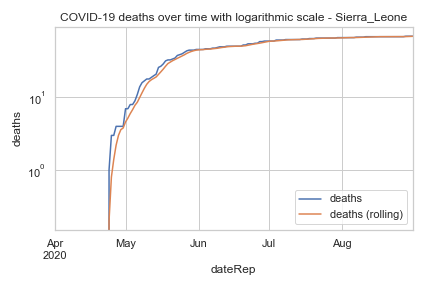 COVID-19 deaths over time with logarithmic scale - Sierra_Leone
deaths
10¹
10⁰
deaths
deaths (rolling)
Apr
2020
May
Jun
Jul
Aug
dateRep